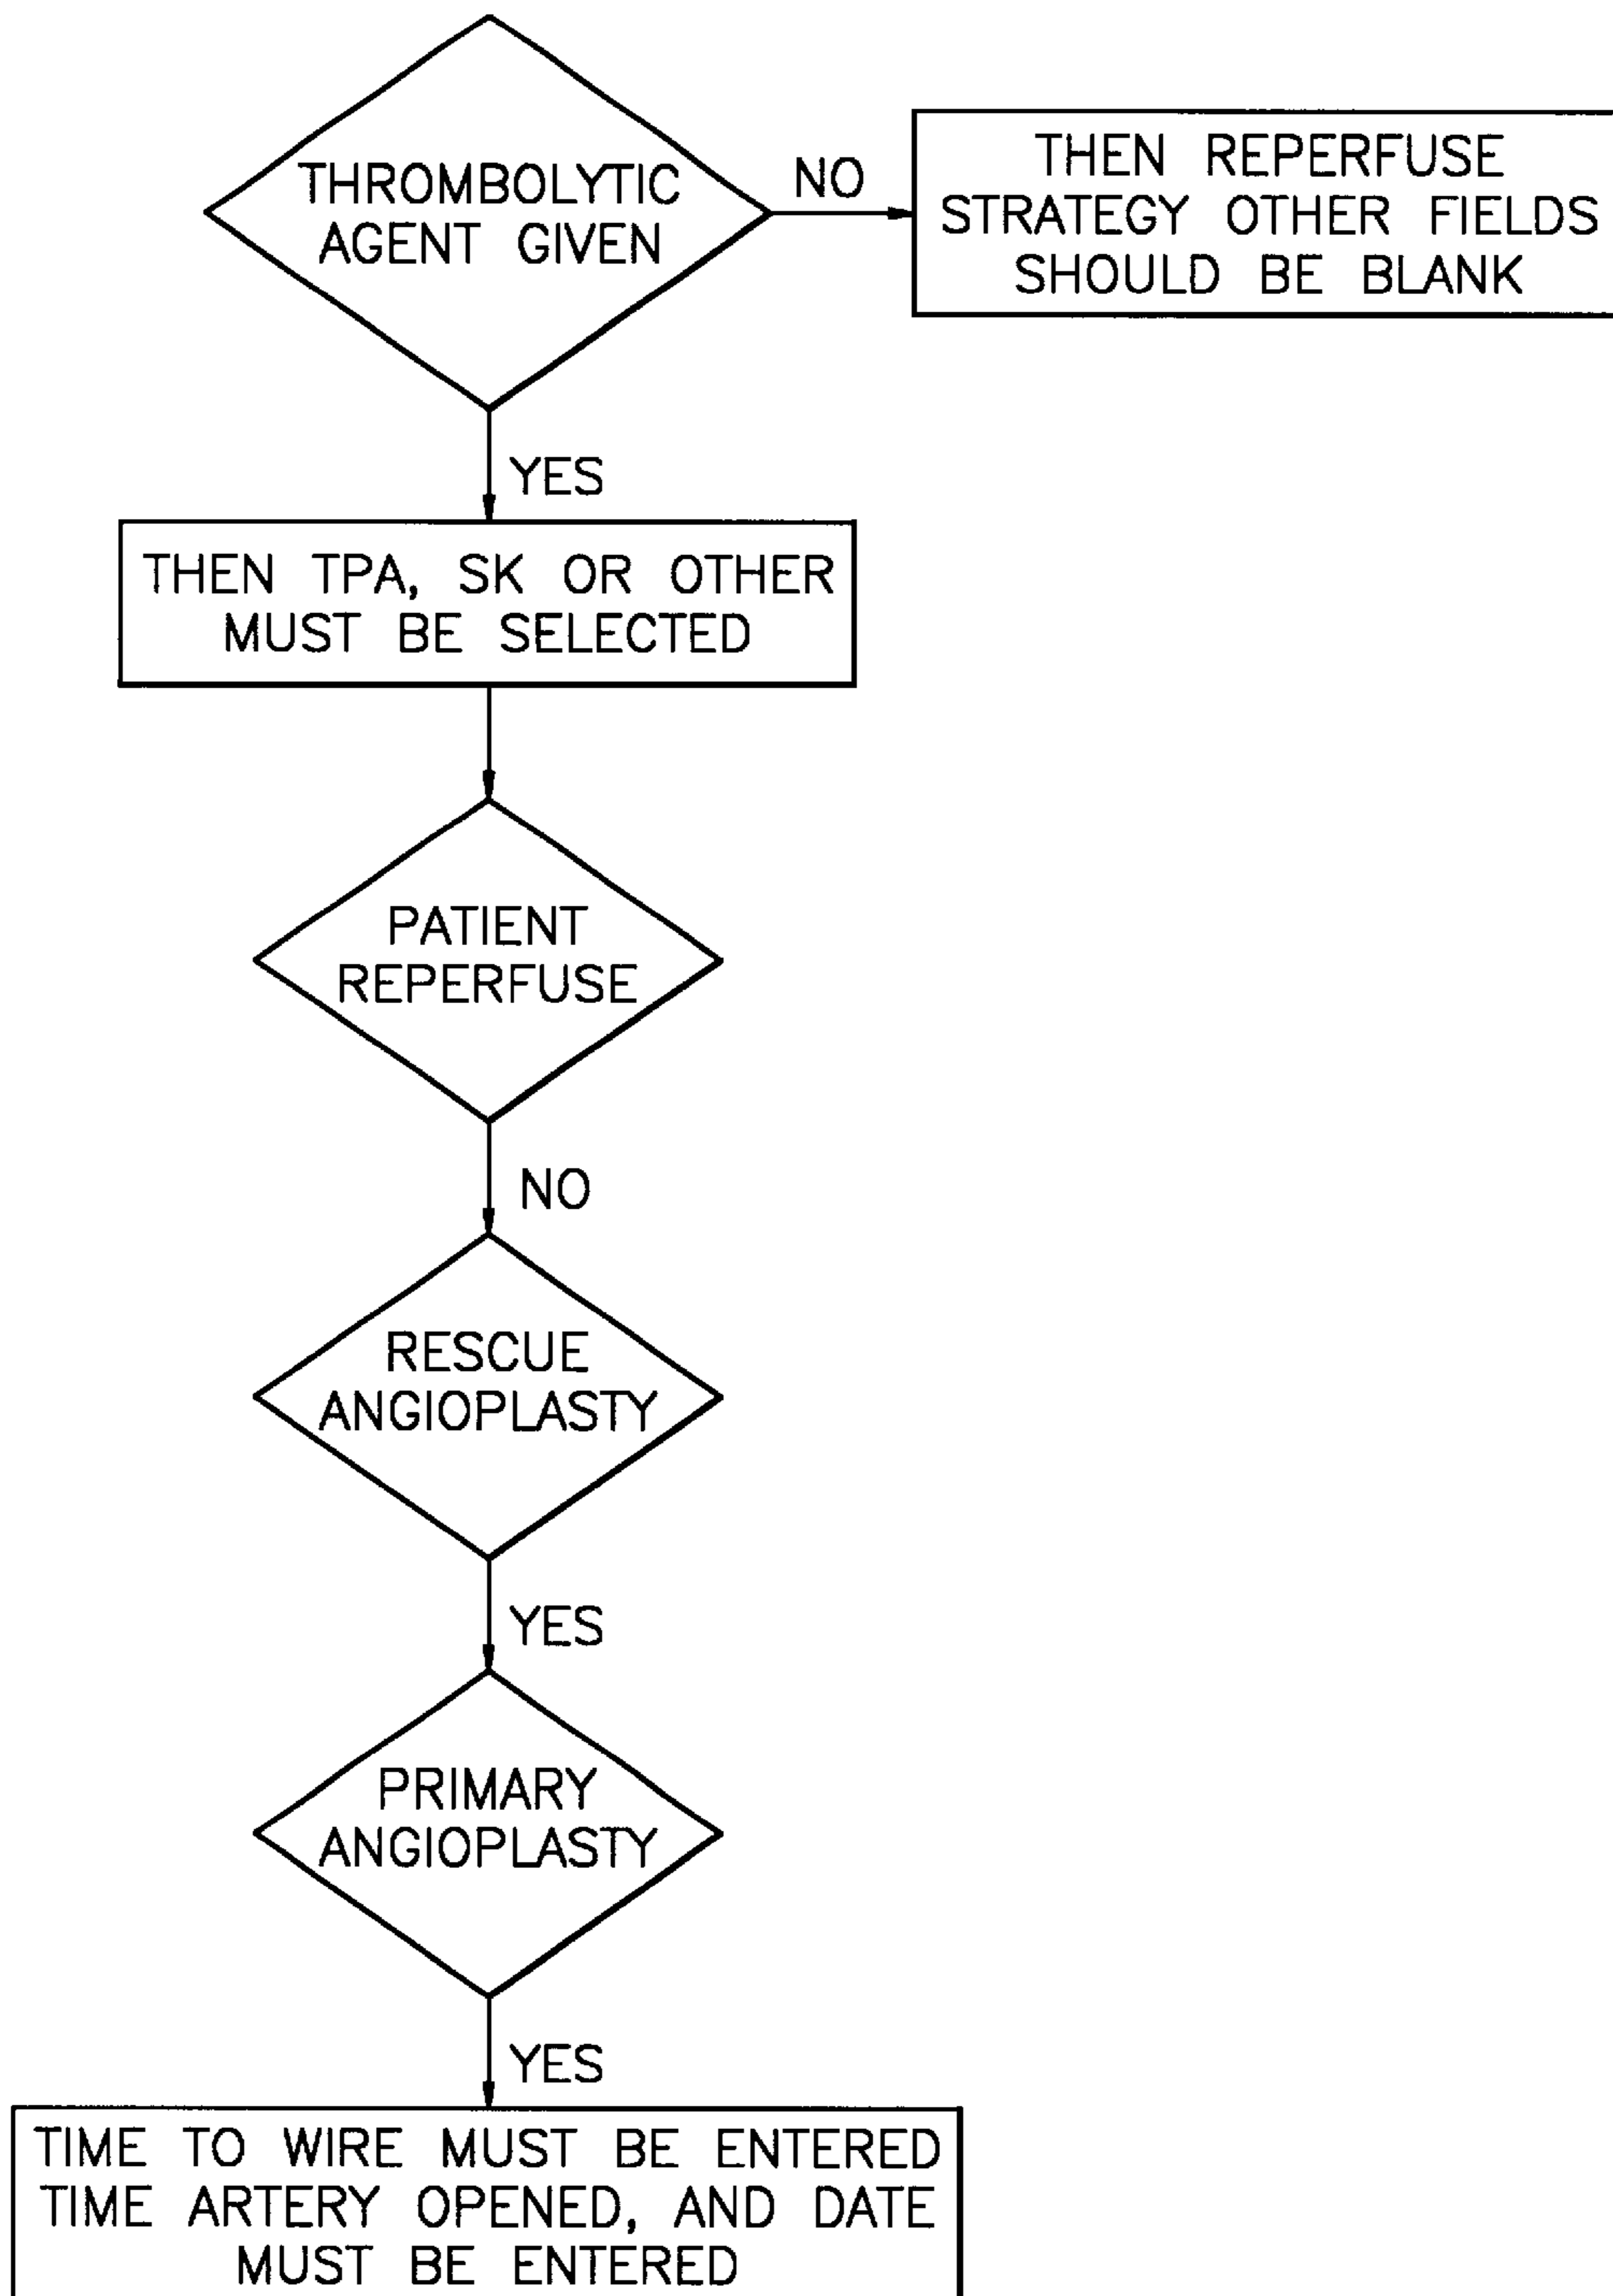 THROMBOLYTIC
AGENT GIVEN
NO
THEN REPERFUSE
STRATEGY OTHER FIELDS
SHOULD BE BLANK
YES
THEN TPA, SK OR OTHER
MUST BE SELECTED
PATIENT
REPERFUSE
NO
RESCUE
ANGIOPLASTY
YES
PRIMARY
ANGIOPLASTY
YES
TIME TO WIRE MUST BE ENTERED
TIME ARTERY OPENED, AND DATE
MUST BE ENTERED